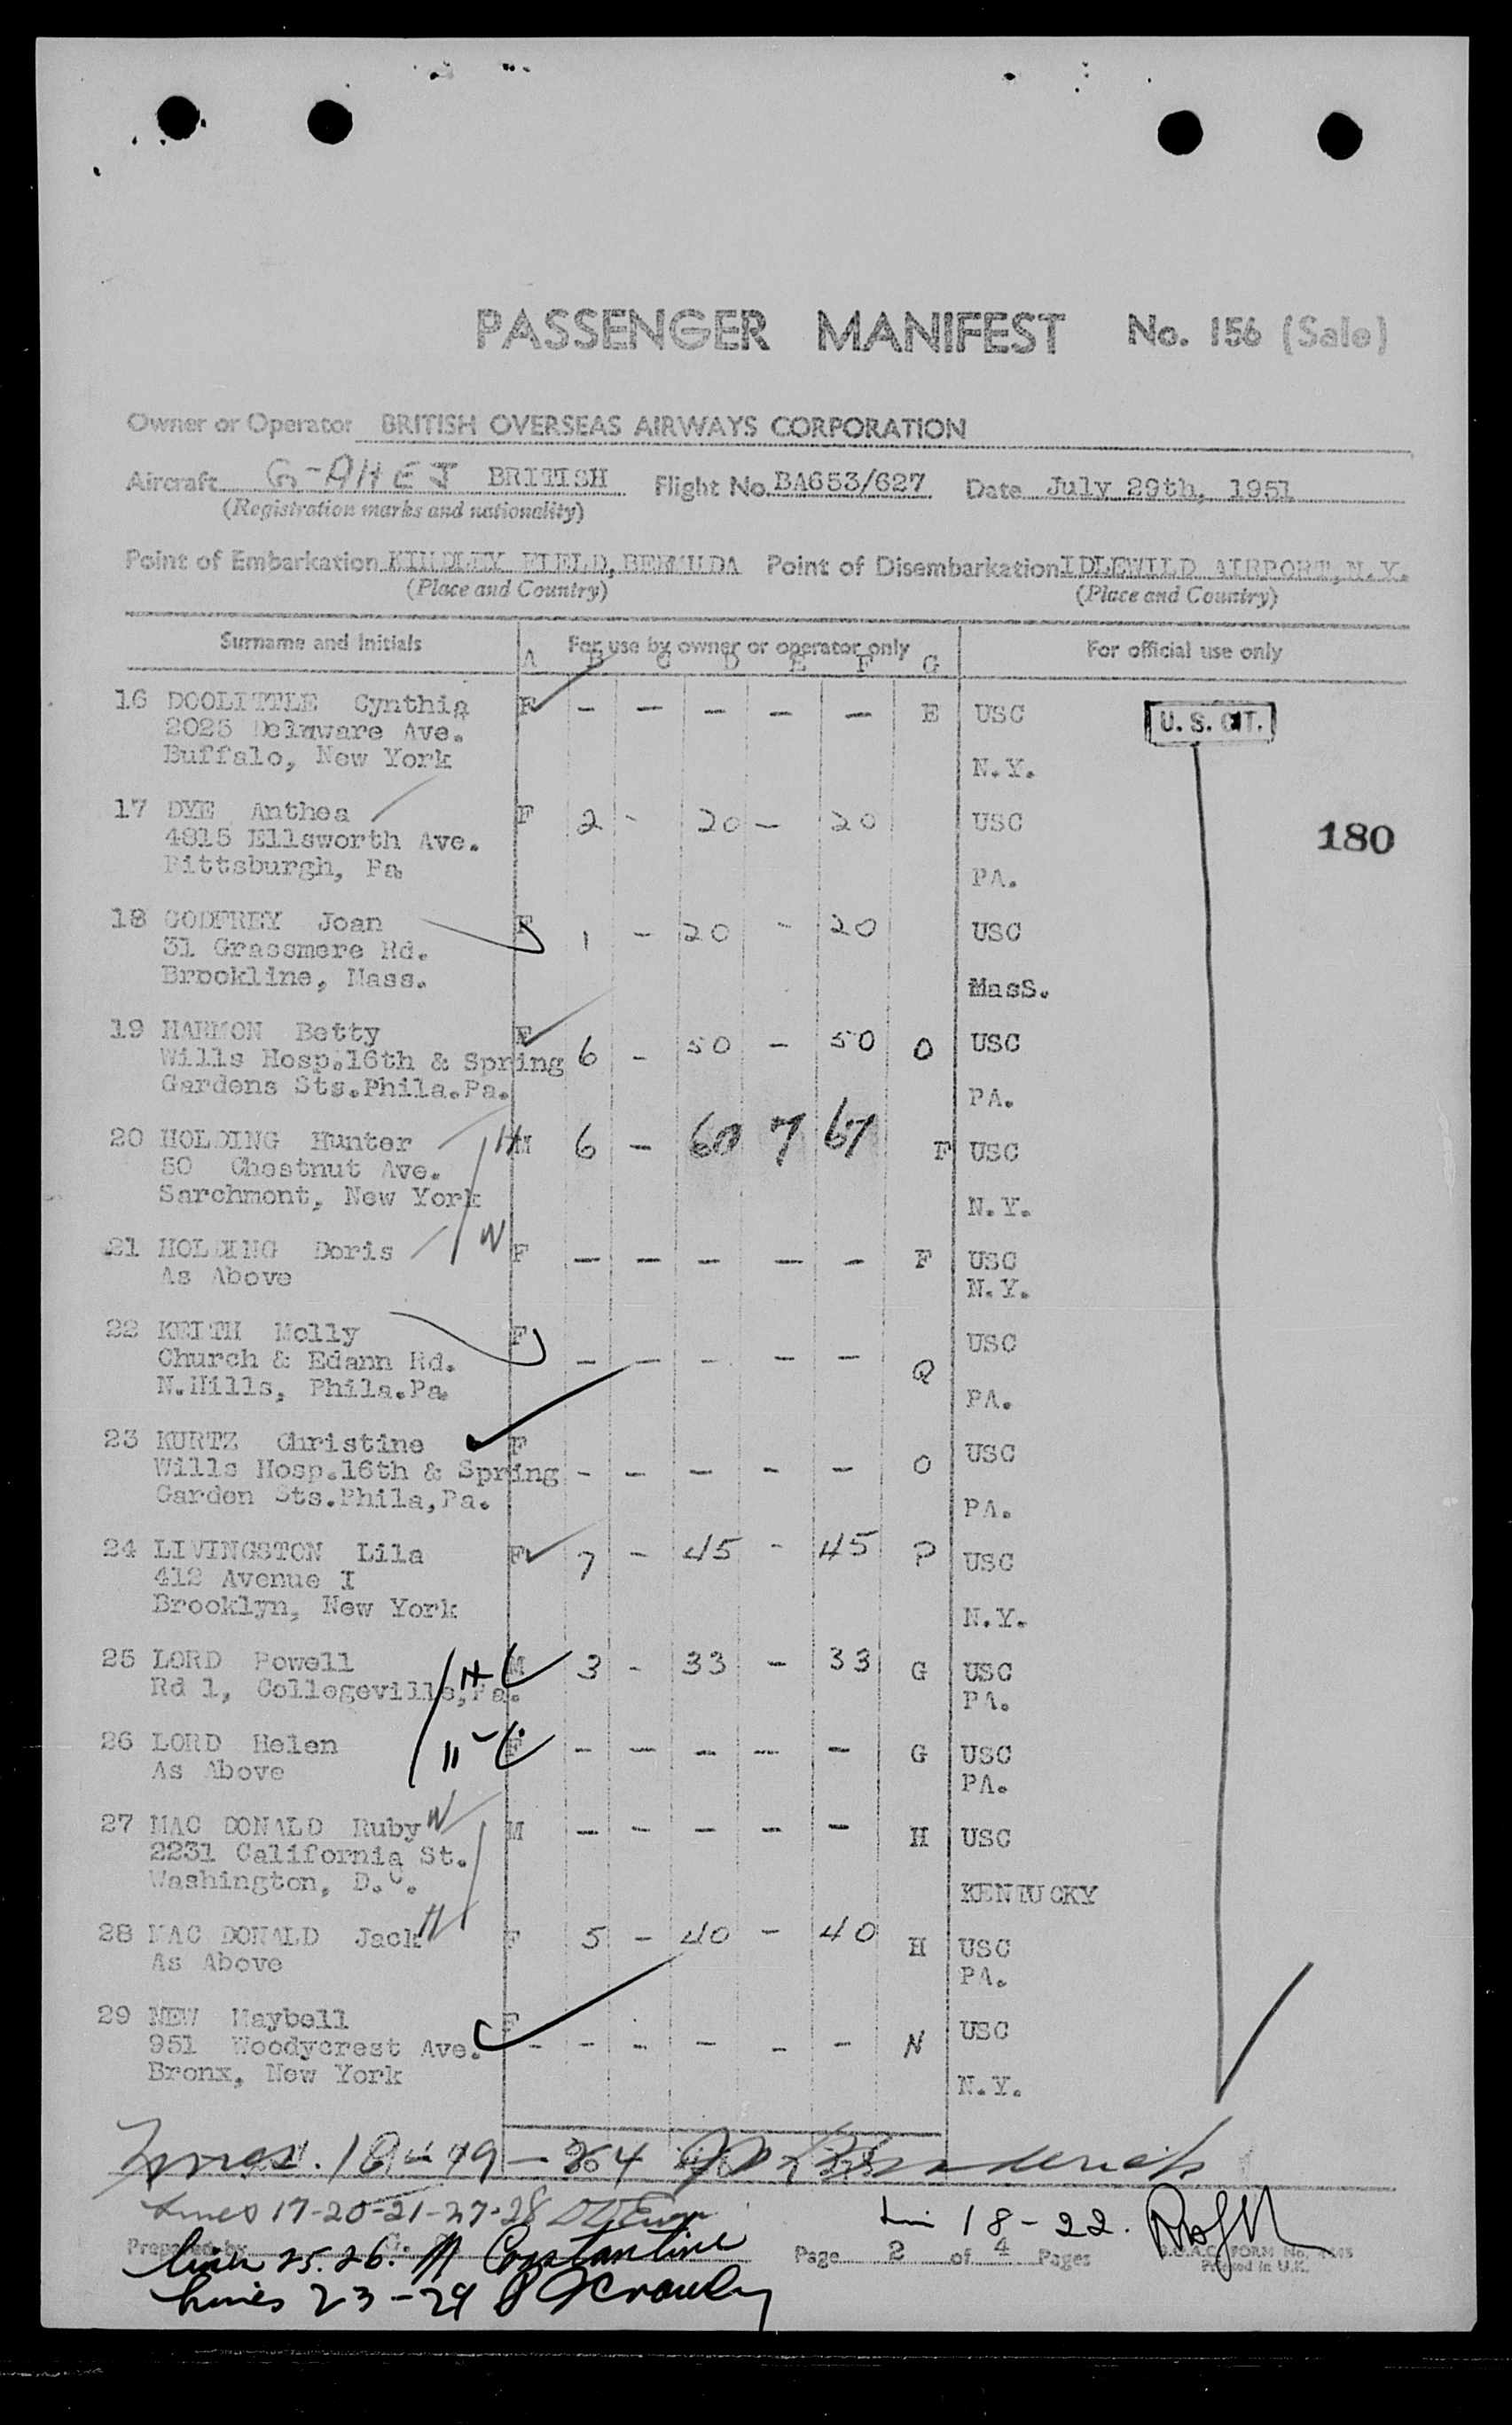 PASSENGER MANIFEST No. 156 (Sale)
Owner or Operator BRITISH OVERSEAS AIRWAYS CORPORATION
Aircraft G-AHEJ BRITISH Flight No. BA653/627 Date July 29th, 1951
(Registration marks and nationality)
Point of Embarkation KINDLEY FIELD, BERMUDA Point of Disembarkation IDLEWILD AIRPORT, N.Y.
(Place and Country) (Place and Country)
Surname and Initials For use by owner or operator only For official use only
A B C D E F G
16 DOOLITTLE Cynthia F - - - - - E USC U. S. CIT.
2025 Delaware Ave.
Buffalo, New York N.Y.
17 DYE Anthea F 2 - 20 - 20 USC
4815 Ellsworth Ave. 180
Pittsburgh, Pa PA.
18 GODFREY Joan F 1 - 20 - 20 USC
31 Grassmere Rd.
Brookline, Mass. MasS.
19 HARMON Betty F 6 - 50 - 50 O USC
Wills Hosp.16th & Spring
Gardens Sts.Phila.Pa. PA.
20 HOLDING Hunter H M 6 - 60 7 67 F USC
50 Chestnut Ave.
Sarchmont, New York N.Y.
21 HOLDING Doris W F - - - - - F USC
As Above N.Y.
22 KEITH Molly F - - - - - Q USC
Church & Edann Rd.
N.Hills, Phila.Pa PA.
23 KURTZ Christine F - - - - - O USC
Wills Hosp.16th & Spring
Garden Sts.Phila,Pa. PA.
24 LIVINGSTON Lila F 7 - 45 - 45 P USC
412 Avenue I
Brooklyn, New York N.Y.
25 LORD Powell H M 3 - 33 - 33 G USC
Rd 1, Collegeville,Pa. PA.
26 LORD Helen F - - - - - G USC
As Above PA.
27 MAC DONALD Ruby W M - - - - - H USC
2231 California St.
Washington, D.C. KENTUCKY
28 MAC DONALD Jack H F 5 - 40 - 40 H USC
As Above PA.
29 NEW Maybell F - - - - - - N USC
951 Woodycrest Ave.
Bronx, New York N.Y.
Lines 17-20-21-27-28
Lin 18-22.
Prepared by
Lines 25.26. M Constantine
Page 2 of 4 Pages B.O.A.C. FORM No.
Printed in U.K.
Lines 23-29